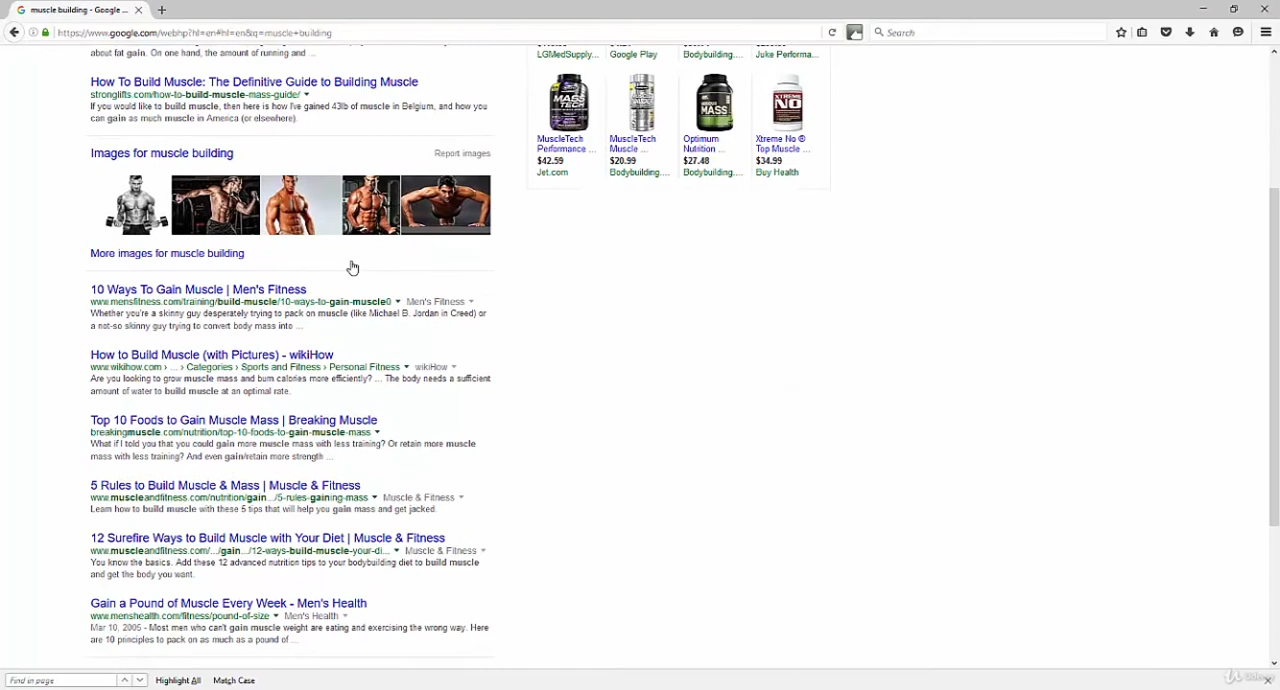 muscle building - Google ...
https://www.google.com/webhp?hl=en#hl=en&q=muscle+building
Search
about fat gain. On one hand, the amount of running and ...
How To Build Muscle: The Definitive Guide to Building Muscle
stronglifts.com/how-to-build-muscle-mass-guide/
If you would like to build muscle, then here is how I've gained 43lb of muscle in Belgium, and how you
can gain as much muscle in America (or elsewhere).
Images for muscle building
Report images
More images for muscle building
10 Ways To Gain Muscle | Men's Fitness
www.mensfitness.com/training/build-muscle/10-ways-to-gain-muscle0 Men's Fitness
Whether you're a skinny guy desperately trying to pack on muscle (like Michael B. Jordan in Creed) or
a not-so skinny guy trying to convert body mass into ...
How to Build Muscle (with Pictures) - wikiHow
www.wikihow.com › ... › Categories › Sports and Fitness › Personal Fitness wikiHow
Are you looking to grow muscle mass and burn calories more efficiently? ... The body needs a sufficient
amount of water to build muscle at an optimal rate.
Top 10 Foods to Gain Muscle Mass | Breaking Muscle
breakingmuscle.com/nutrition/top-10-foods-to-gain-muscle-mass
What if I told you that you could gain more muscle mass with less training? Or retain more muscle
mass with less training? And even gain/retain more strength ...
5 Rules to Build Muscle & Mass | Muscle & Fitness
www.muscleandfitness.com/nutrition/gain.../5-rules-gaining-mass Muscle & Fitness
Learn how to build muscle with these 5 tips that will help you gain mass and get jacked.
12 Surefire Ways to Build Muscle with Your Diet | Muscle & Fitness
www.muscleandfitness.com/.../gain.../12-ways-build-muscle-your-di... Muscle & Fitness
You know the basics. Add these 12 advanced nutrition tips to your bodybuilding diet to build muscle
and get the body you want.
Gain a Pound of Muscle Every Week - Men's Health
www.menshealth.com/fitness/pound-of-size Men's Health
Mar 10, 2005 - Most men who can't gain muscle weight are eating and exercising the wrong way. Here
are 10 principles to pack on as much as a pound of ...
LGMedSupply... Google Play Bodybuilding.... Juke Performa...
MASS TECH
MASS
XTREME NO
MuscleTech MuscleTech Optimum Xtreme No ®
Performance ... Muscle ... Nutrition ... Top Muscle ...
$42.59 $20.99 $27.48 $34.99
Jet.com Bodybuilding.... Bodybuilding.... Buy Health
Find in page Highlight All Match Case
Udemy